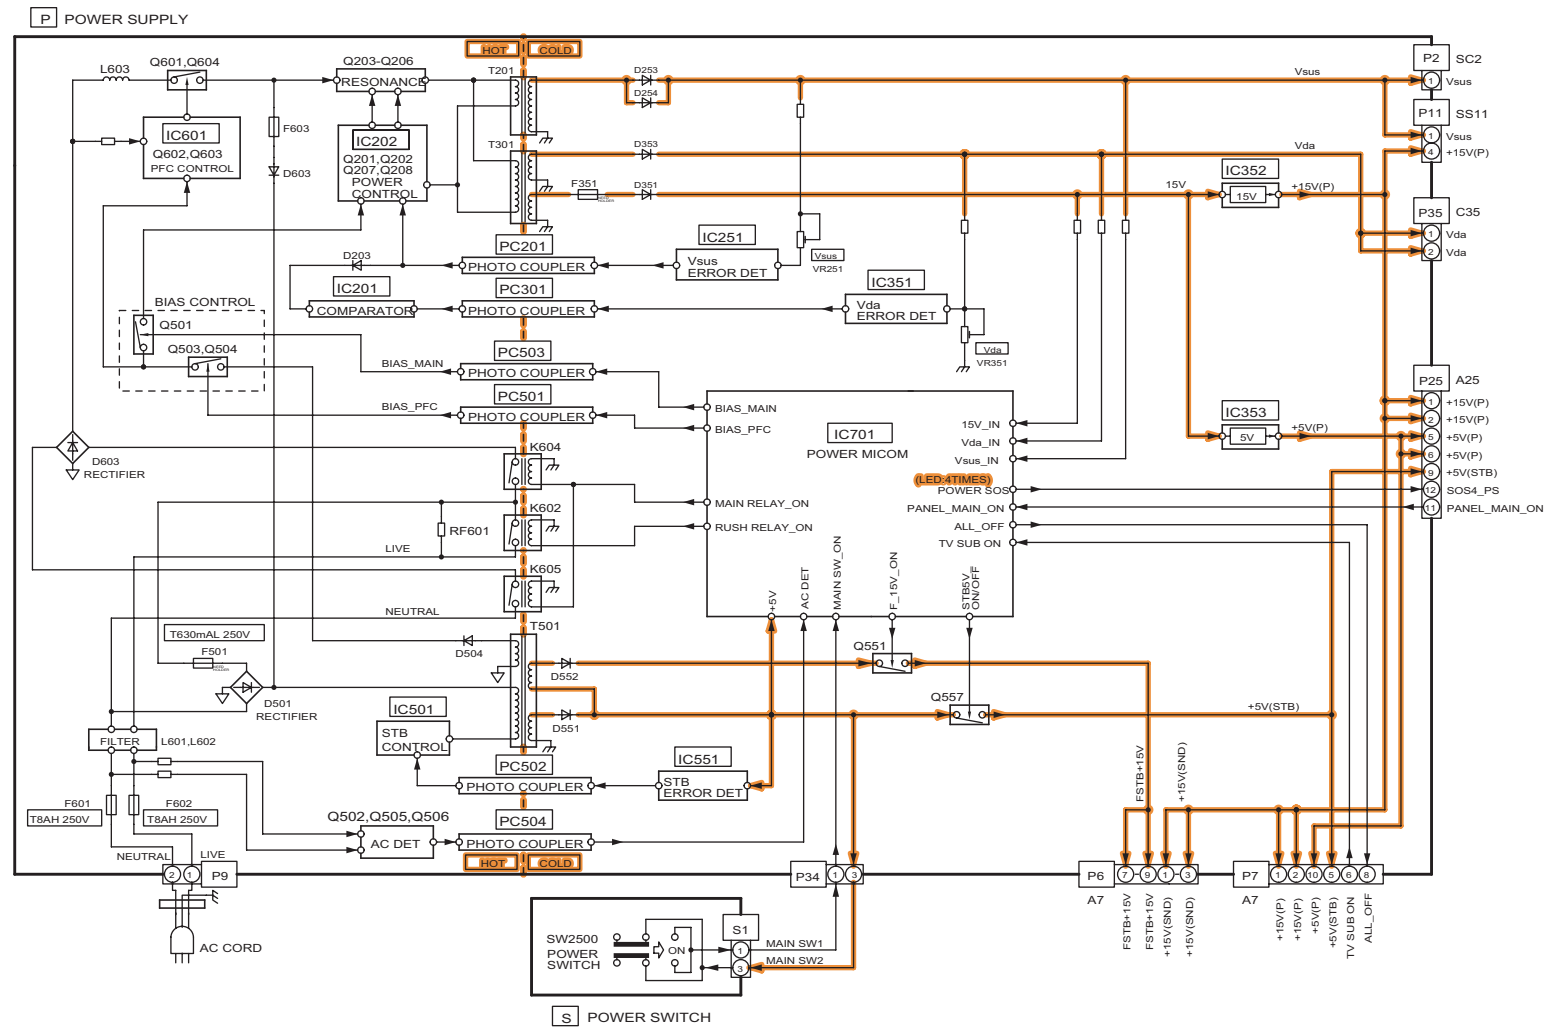 P POWER SUPPLY
HOT COLD
L603
Q601,Q604
Q203-Q206
RESONANCE
T201
D253
D254
Vsus
P2 SC2
1 Vsus
IC601
Q602,Q603
PFC CONTROL
F603
D603
IC202
Q201,Q202
Q207,Q208
POWER
CONTROL
T301
D353
Vda
F351
D351
15V
IC352
15V
+15V(P)
P11 SS11
1 Vsus
4 +15V(P)
P35 C35
1 Vda
2 Vda
PC201
PHOTO COUPLER
IC251
Vsus
ERROR DET
Vsus
VR251
D203
IC201
COMPARATOR
PC301
PHOTO COUPLER
IC351
Vda
ERROR DET
Vda
VR351
BIAS CONTROL
Q501
Q503,Q504
BIAS_MAIN
PC503
PHOTO COUPLER
BIAS_PFC
PC501
PHOTO COUPLER
D603
RECTIFIER
K604
K602
RF601
LIVE
K605
NEUTRAL
BIAS_MAIN
BIAS_PFC
IC701
POWER MICOM
15V_IN
Vda_IN
Vsus_IN
(LED:4TIMES)
POWER SOS
PANEL_MAIN_ON
ALL_OFF
TV SUB ON
MAIN RELAY_ON
RUSH RELAY_ON
+5V
AC DET
MAIN SW_ON
F_15V_ON
STB5V
ON/OFF
IC353
5V
+5V(P)
P25 A25
1 +15V(P)
2 +15V(P)
5 +5V(P)
6 +5V(P)
9 +5V(STB)
12 SOS4_PS
11 PANEL_MAIN_ON
T630mAL 250V
F501
D501
RECTIFIER
D504
T501
D552
D551
Q551
Q557
+5V(STB)
IC501
STB
CONTROL
PC502
PHOTO COUPLER
IC551
STB
ERROR DET
FILTER
L601,L602
F601
T8AH 250V
F602
T8AH 250V
Q502,Q505,Q506
AC DET
PC504
PHOTO COUPLER
HOT COLD
FSTB+15V
+15V(SND)
NEUTRAL
LIVE
2 1 P9
AC CORD
P34 1 3
P6 7 9 1 3
A7
FSTB+15V
FSTB+15V
+15V(SND)
+15V(SND)
P7 1 2 10 5 6 8
A7
+15V(P)
+15V(P)
+5V(P)
+5V(STB)
TV SUB ON
ALL_OFF
SW2500
POWER
SWITCH
ON
S1
1 MAIN SW1
3 MAIN SW2
S POWER SWITCH